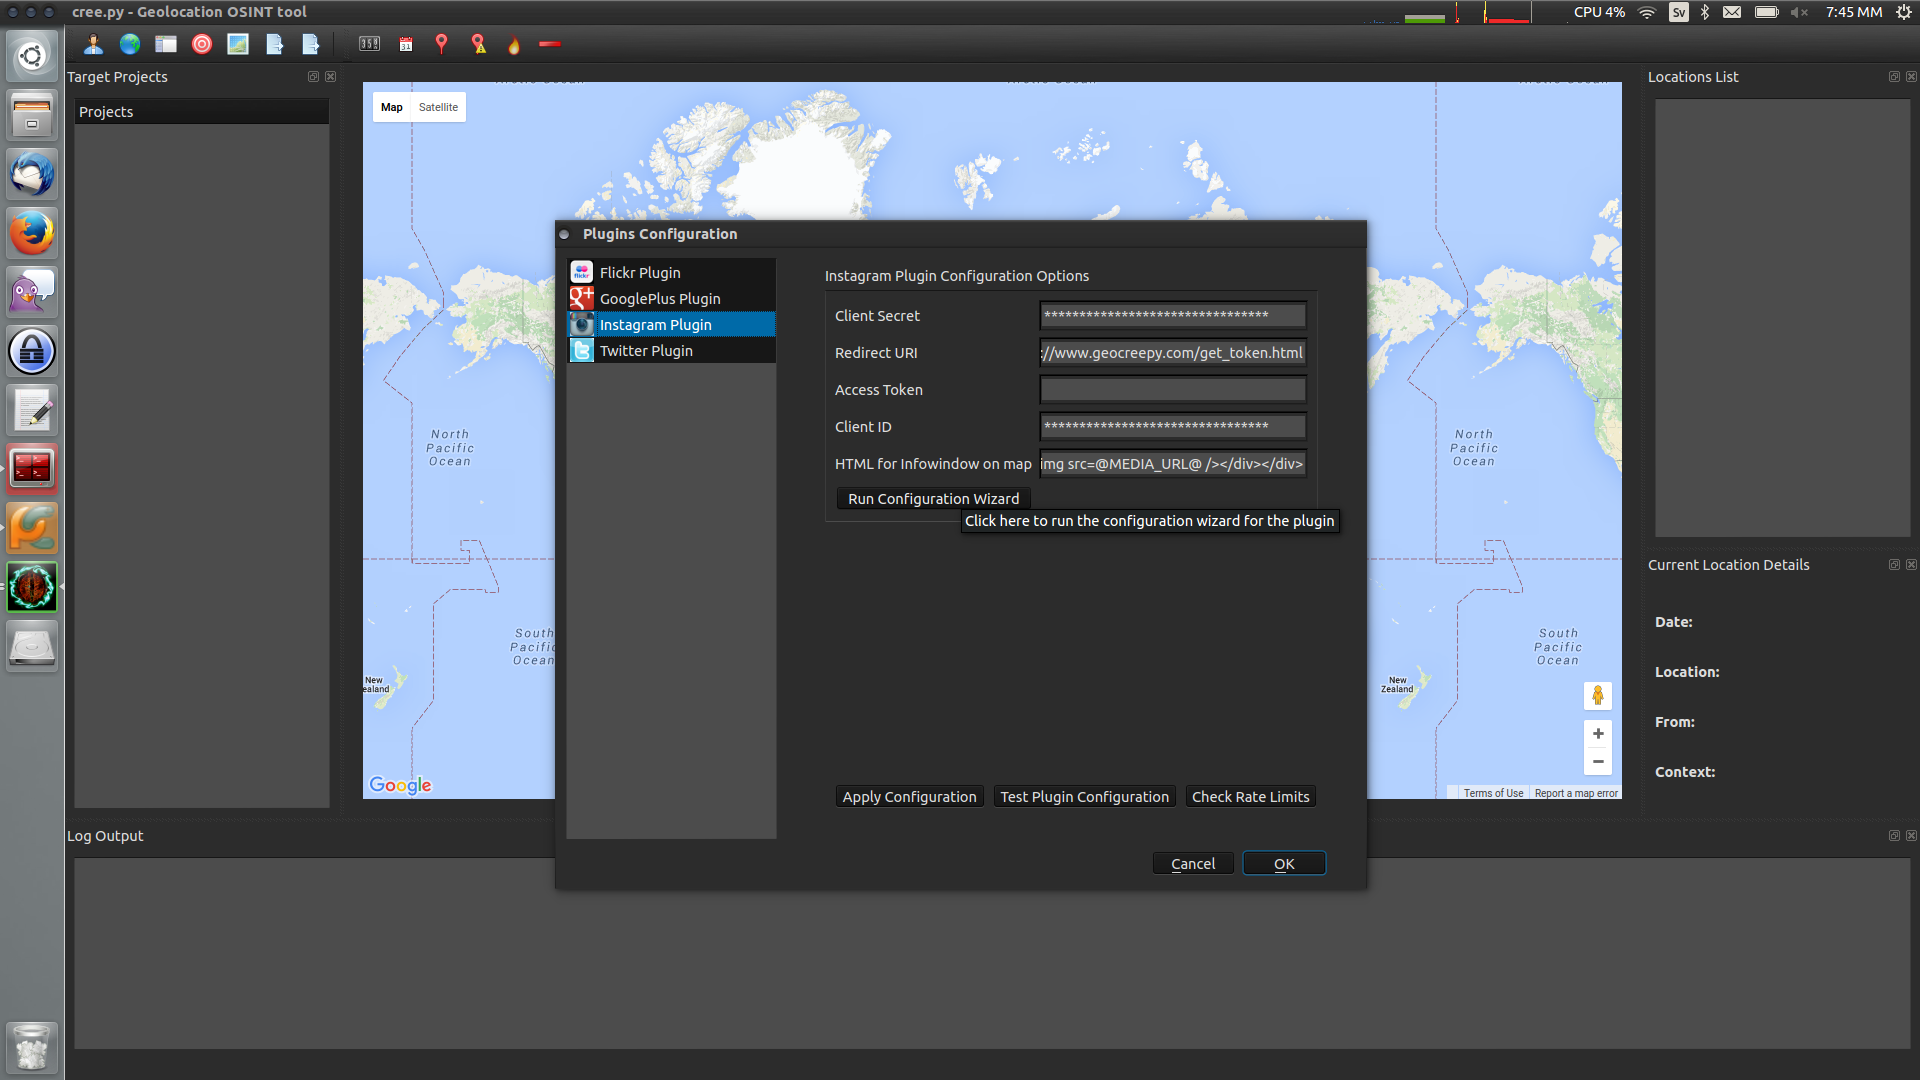 cree.py - Geolocation OSINT tool
CPU 4%
Sv
7:45 MM
Target Projects
Projects
Map
Satellite
Locations List
Plugins Configuration
flickr
Flickr Plugin
GooglePlus Plugin
Instagram Plugin
Twitter Plugin
Instagram Plugin Configuration Options
Client Secret
********************************
Redirect URI
://www.geocreepy.com/get_token.html
Access Token
Client ID
********************************
HTML for Infowindow on map
img src=@MEDIA_URL@ /></div></div>
Run Configuration Wizard
Click here to run the configuration wizard for the plugin
North
Pacific
Ocean
North
Pacific
Ocean
South
Pacific
Ocean
South
Pacific
Ocean
New
ealand
New
Zealand
Google
Terms of Use
Report a map error
Apply Configuration
Test Plugin Configuration
Check Rate Limits
Cancel
OK
Current Location Details
Date:
Location:
From:
Context:
Log Output